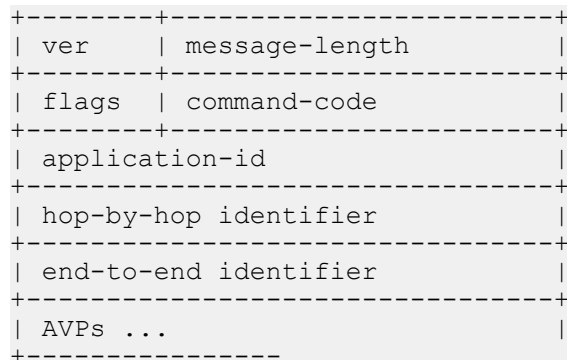 +--------+------------------------+
| ver    | message-length         |
+--------+------------------------+
| flags  | command-code           |
+--------+------------------------+
| application-id                  |
+---------------------------------+
| hop-by-hop identifier           |
+---------------------------------+
| end-to-end identifier           |
+---------------------------------+
| AVPs ...                        |
+----------------